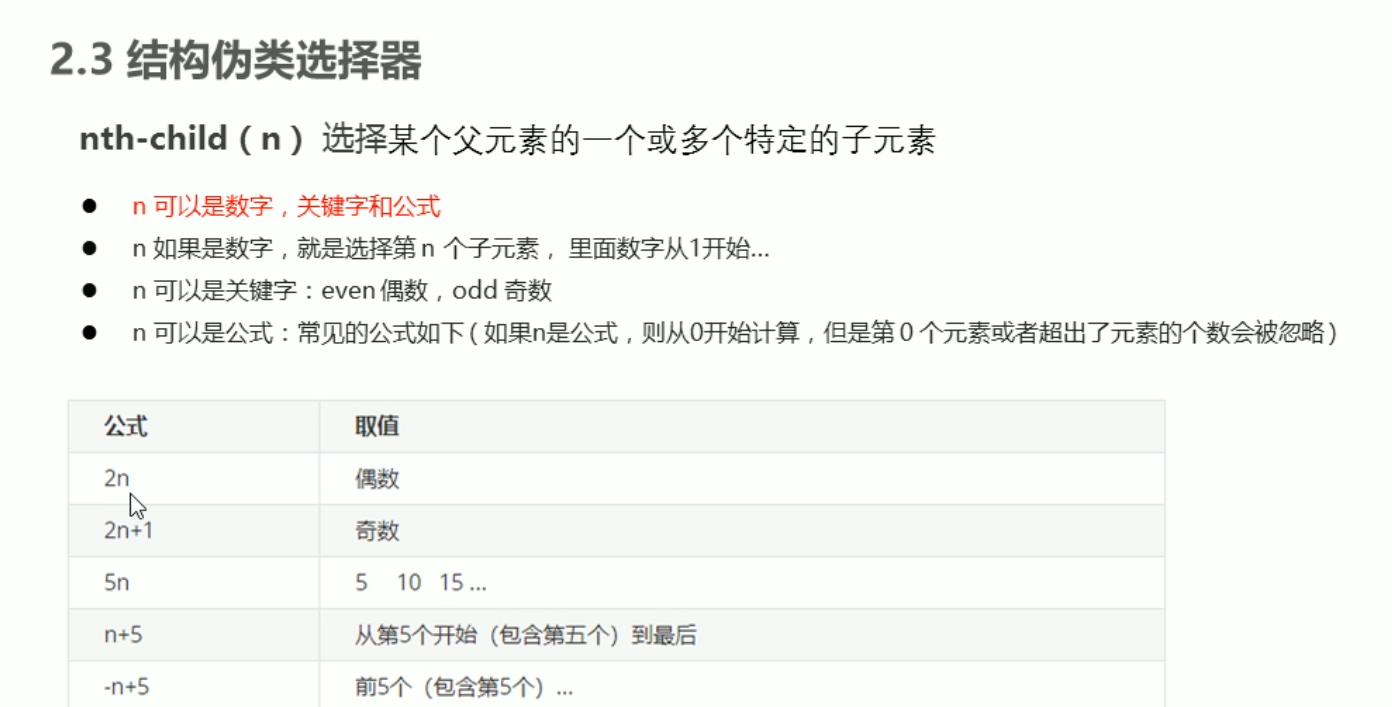 2.3 结构伪类选择器
nth-child（n） 选择某个父元素的一个或多个特定的子元素
● n 可以是数字，关键字和公式
● n 如果是数字，就是选择第 n 个子元素， 里面数字从1开始...
● n 可以是关键字：even 偶数，odd 奇数
● n 可以是公式：常见的公式如下 ( 如果n是公式，则从0开始计算，但是第 0 个元素或者超出了元素的个数会被忽略 )
公式 取值
2n 偶数
2n+1 奇数
5n 5 10 15 ...
n+5 从第5个开始（包含第五个）到最后
-n+5 前5个（包含第5个）...